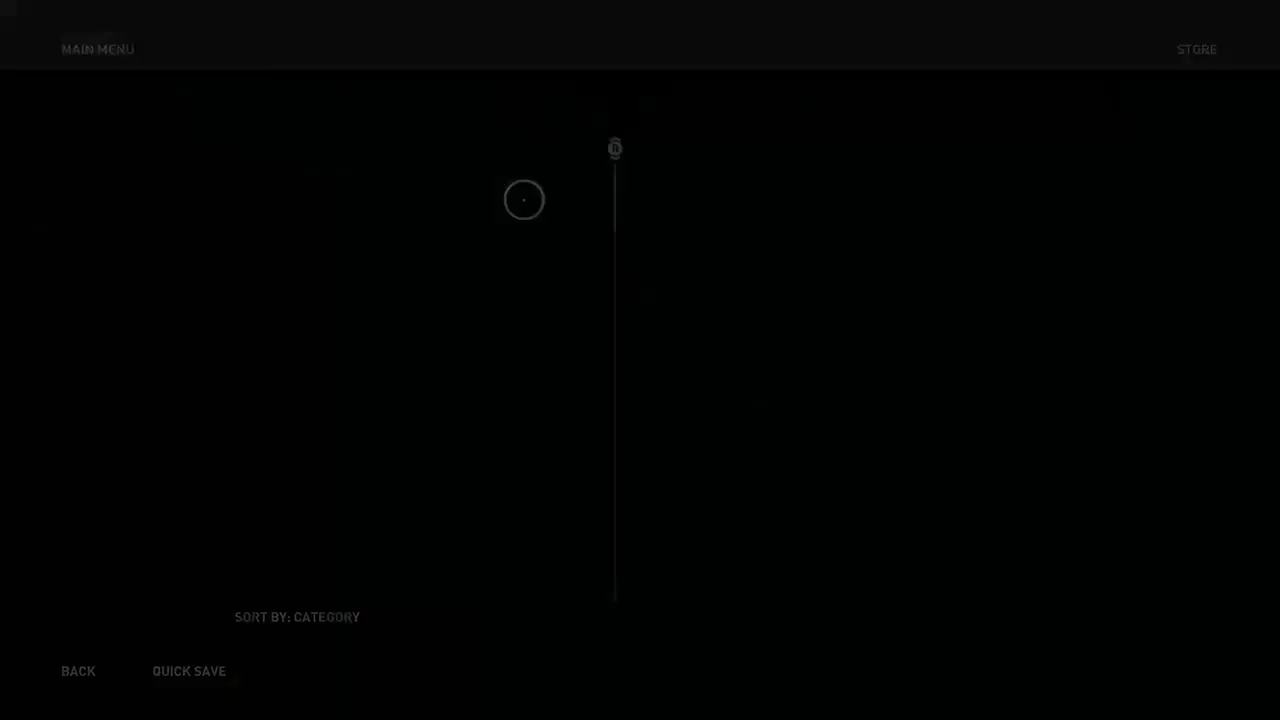 MAIN MENU
STORE
R
SORT BY: CATEGORY
BACK
QUICK SAVE